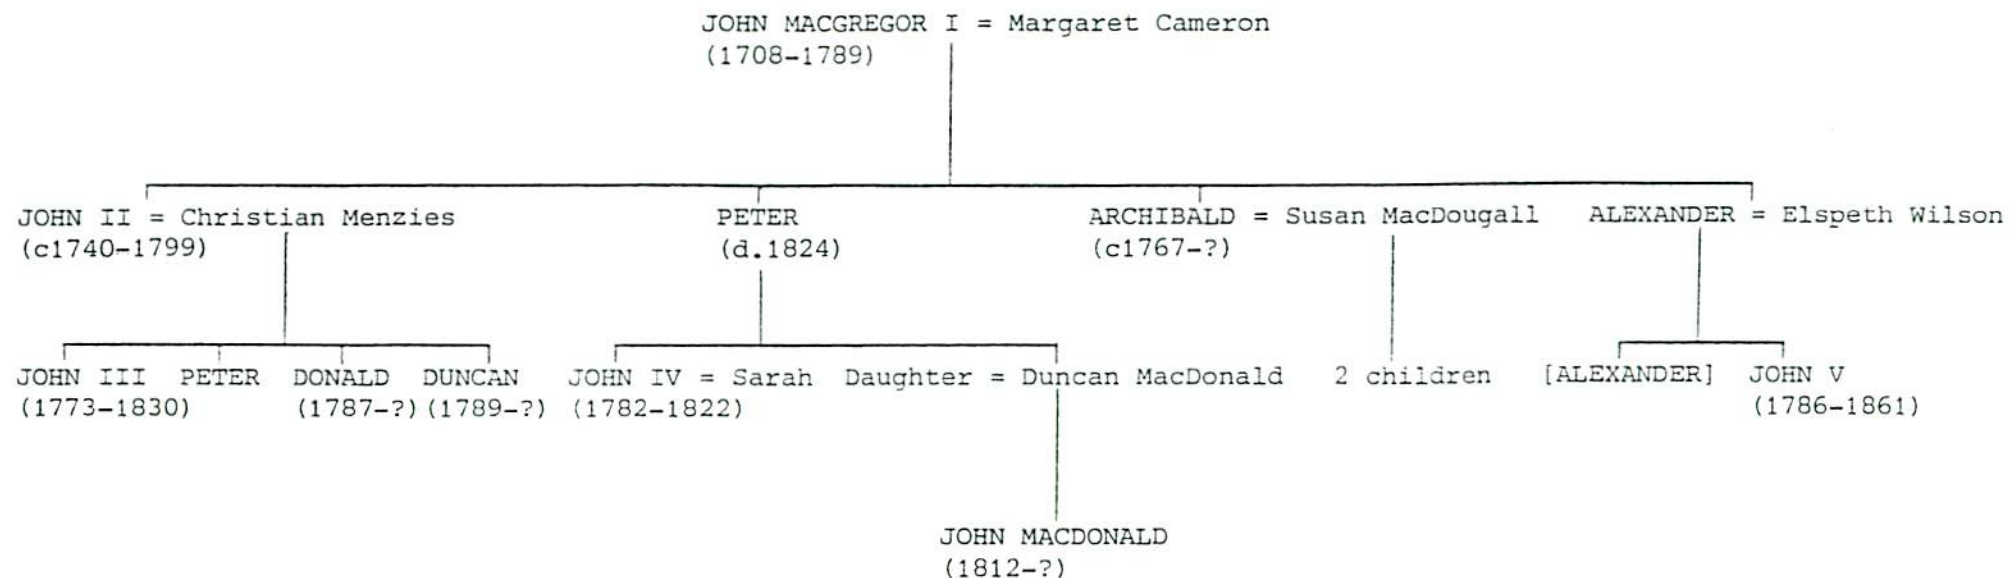 JOHN MACGREGOR I = Margaret Cameron
(1708-1789)
JOHN II = Christian Menzies PETER ARCHIBALD = Susan MacDougall ALEXANDER = Elspeth Wilson
(c1740-1799) (d.1824) (c1767-?)
JOHN III PETER DONALD DUNCAN JOHN IV = Sarah Daughter = Duncan MacDonald 2 children [ALEXANDER] JOHN V
(1773-1830) (1787-?) (1789-?) (1782-1822) (1786-1861)
JOHN MACDONALD
(1812-?)